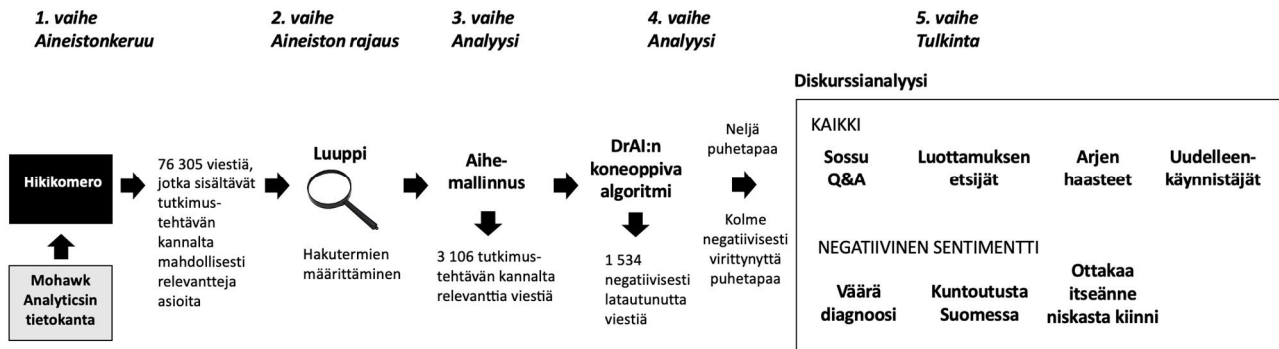 1. vaihe
Aineistonkeruu
2. vaihe
Aineiston rajaus
3. vaihe
Analyysi
4. vaihe
Analyysi
5. vaihe
Tulkinta
Hikikomero
Mohawk
Analyticsin
tietokanta
76 305 viestiä,
jotka sisältävät
tutkimus-
tehtävän
kannalta
mahdollisesti
relevantteja
asioita
Luuppi
Hakutermien
määrittäminen
Aihe-
mallinnus
3 106 tutkimus-
tehtävän kannalta
relevanttia viestiä
DrAI:n
koneoppiva
algoritmi
1 534
negatiivisesti
latautunutta
viestiä
Neljä
puhetapaa
Kolme
negatiivisesti
virittynyttä
puhetapaa
Diskurssianalyysi
KAIKKI
Sossu
Q&A
Luottamuksen
etsijät
Arjen
haasteet
Uudelleen-
käynnistäjät
NEGATIIVINEN SENTIMENTTI
Väärä
diagnoosi
Kuntoutusta
Suomessa
Ottakaa
itseänne
niskasta kiinni